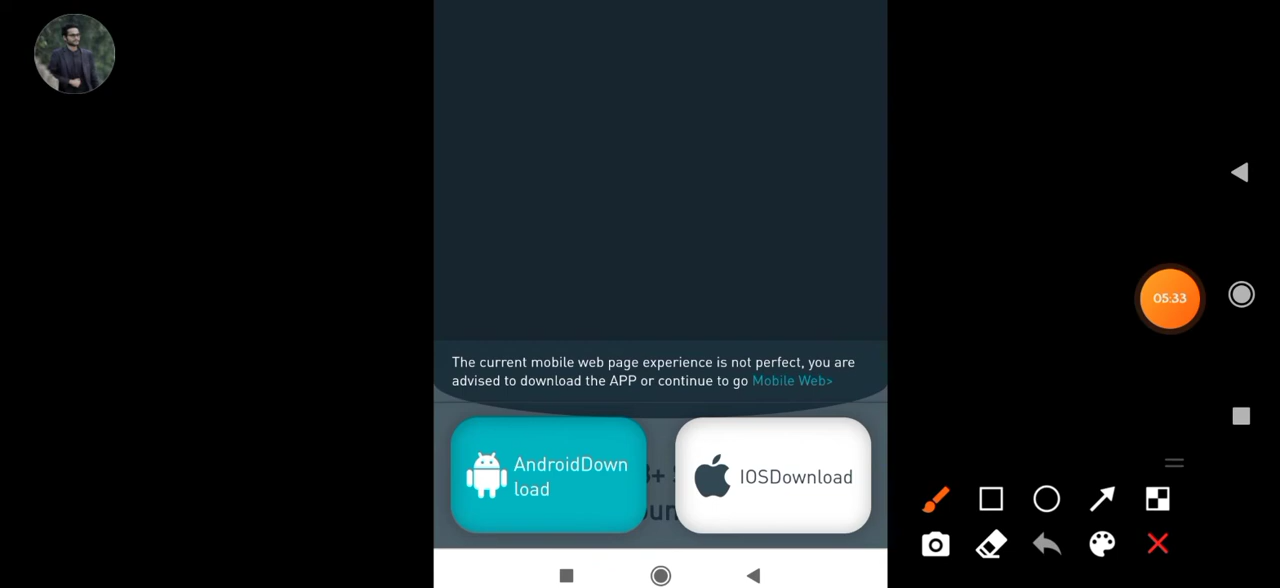 The current mobile web page experience is not perfect, you are
advised to download the APP or continue to go Mobile Web>
AndroidDown
load
IOSDownload
05:33